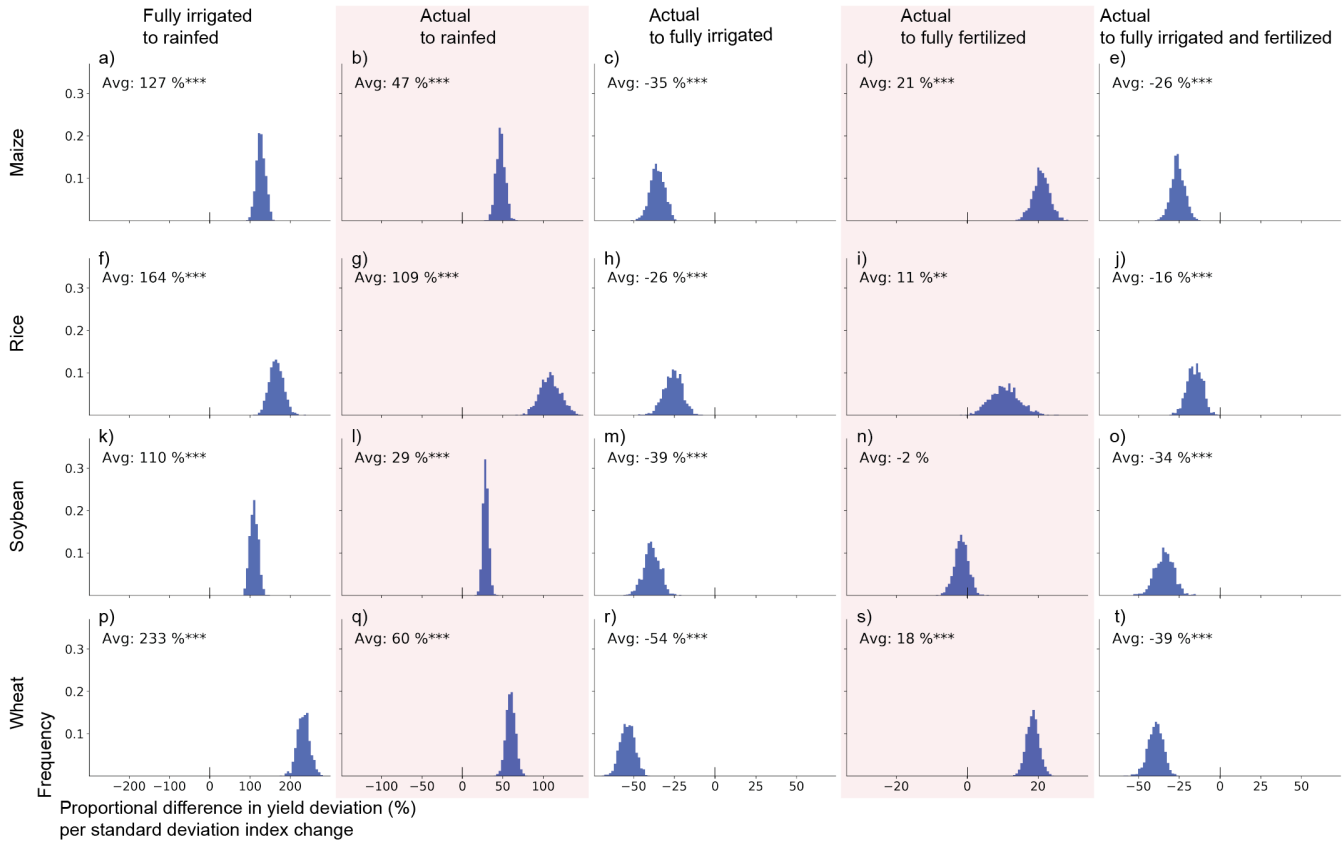 Fully irrigated
to rainfed
Actual
to rainfed
Actual
to fully irrigated
Actual
to fully fertilized
Actual
to fully irrigated and fertilized
a) b) c) d) e)
Avg: 127 %*** Avg: 47 %*** Avg: -35 %*** Avg: 21 %*** Avg: -26 %***
0.3
0.2
0.1
Maize
f) g) h) i) j)
Avg: 164 %*** Avg: 109 %*** Avg: -26 %*** Avg: 11 %** Avg: -16 %***
0.3
0.2
0.1
Rice
k) l) m) n) o)
Avg: 110 %*** Avg: 29 %*** Avg: -39 %*** Avg: -2 % Avg: -34 %***
0.3
0.2
0.1
Soybean
p) q) r) s) t)
Avg: 233 %*** Avg: 60 %*** Avg: -54 %*** Avg: 18 %*** Avg: -39 %***
0.3
0.2
0.1
Wheat
Frequency
−200 −100 0 100 200 −100 −50 0 50 100 −50 −25 0 25 50 −20 0 20 −50 −25 0 25 50
Proportional difference in yield deviation (%)
per standard deviation index change